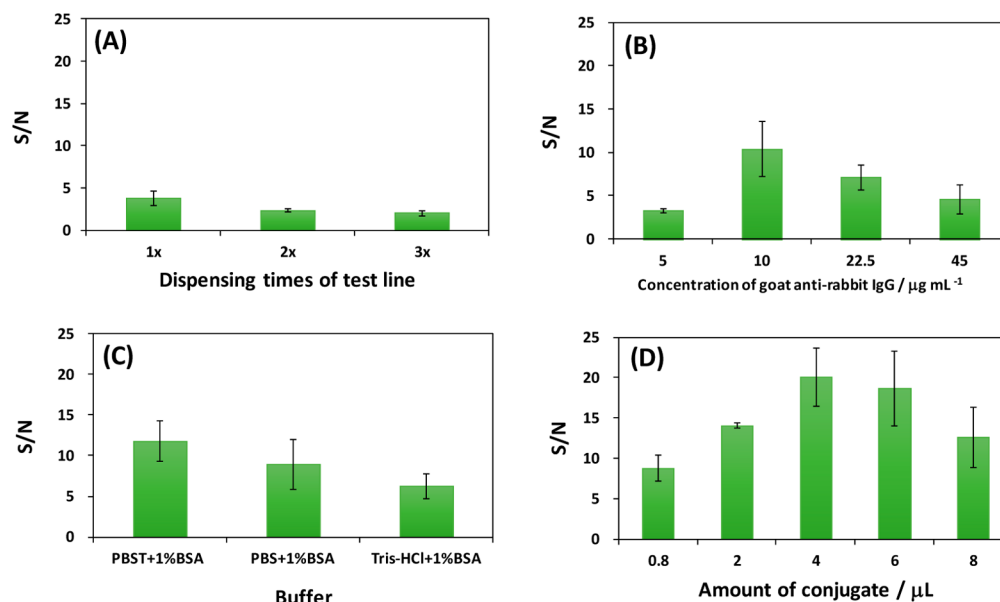 (A)
25
20
15
10
5
0
S/N
1x 2x 3x
Dispensing times of test line
(B)
25
20
15
10
5
0
S/N
5 10 22.5 45
Concentration of goat anti-rabbit IgG / μg mL⁻¹
(C)
25
20
15
10
5
0
S/N
PBST+1%BSA PBS+1%BSA Tris-HCl+1%BSA
Buffer
(D)
25
20
15
10
5
0
S/N
0.8 2 4 6 8
Amount of conjugate / μL